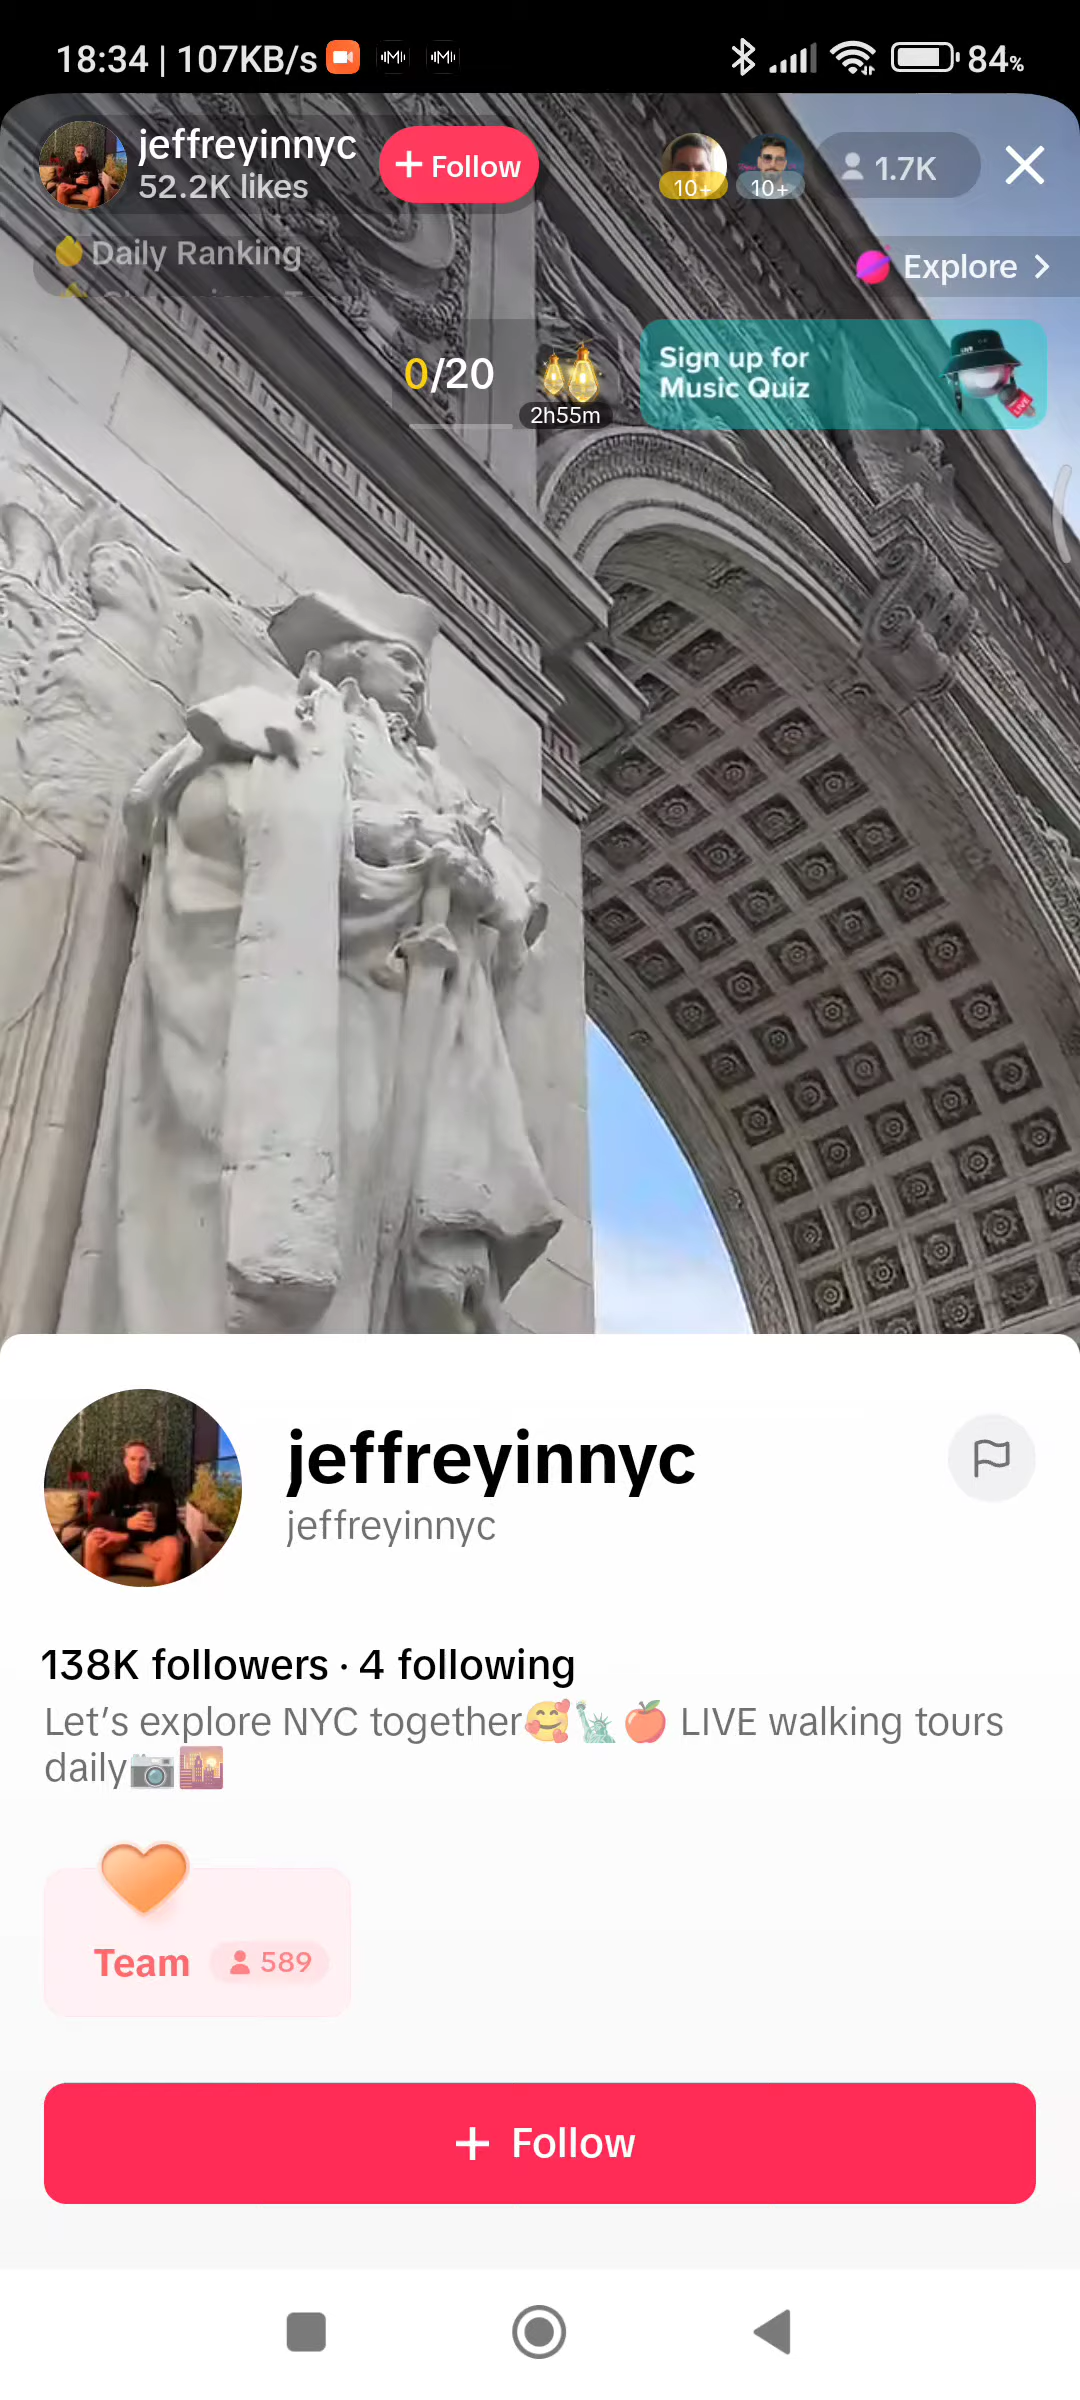 18:34 | 107KB/s
84%
jeffreyinnyc
52.2K likes
+ Follow
10+
10+
1.7K
Daily Ranking
Explore >
0/20
2h55m
Sign up for
Music Quiz
LIVE
jeffreyinnyc
jeffreyinnyc
138K followers · 4 following
Let’s explore NYC together🥰🗽🍎 LIVE walking tours
daily📷🌇
Team 589
+ Follow